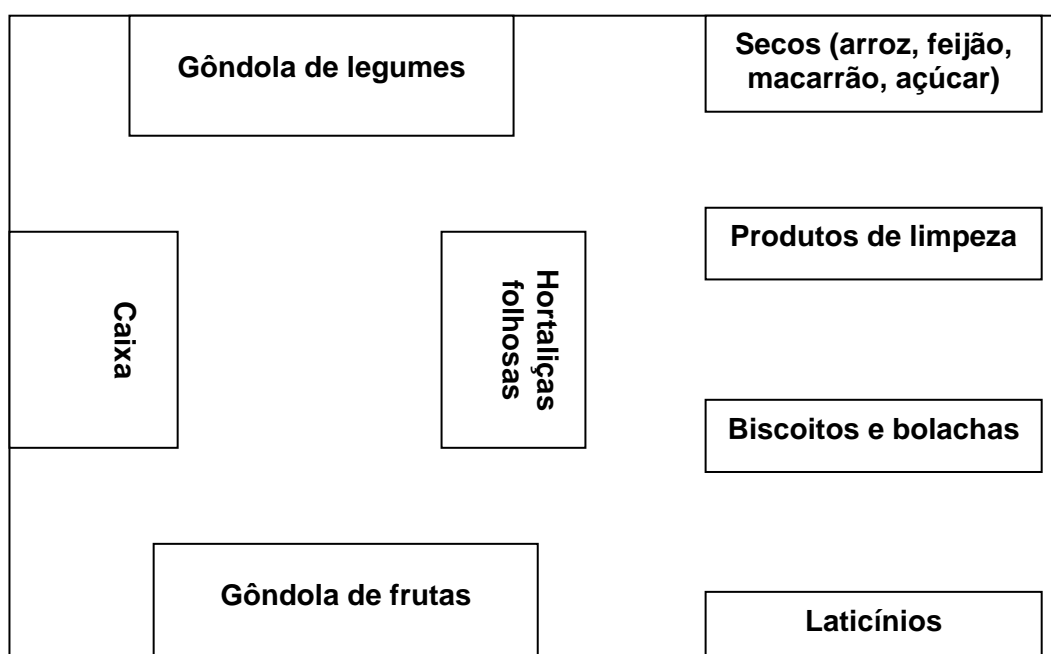 Gôndola de legumes
Secos (arroz, feijão,
macarrão, açúcar)
Produtos de limpeza
Caixa
Hortaliças
folhosas
Biscoitos e bolachas
Gôndola de frutas
Laticínios